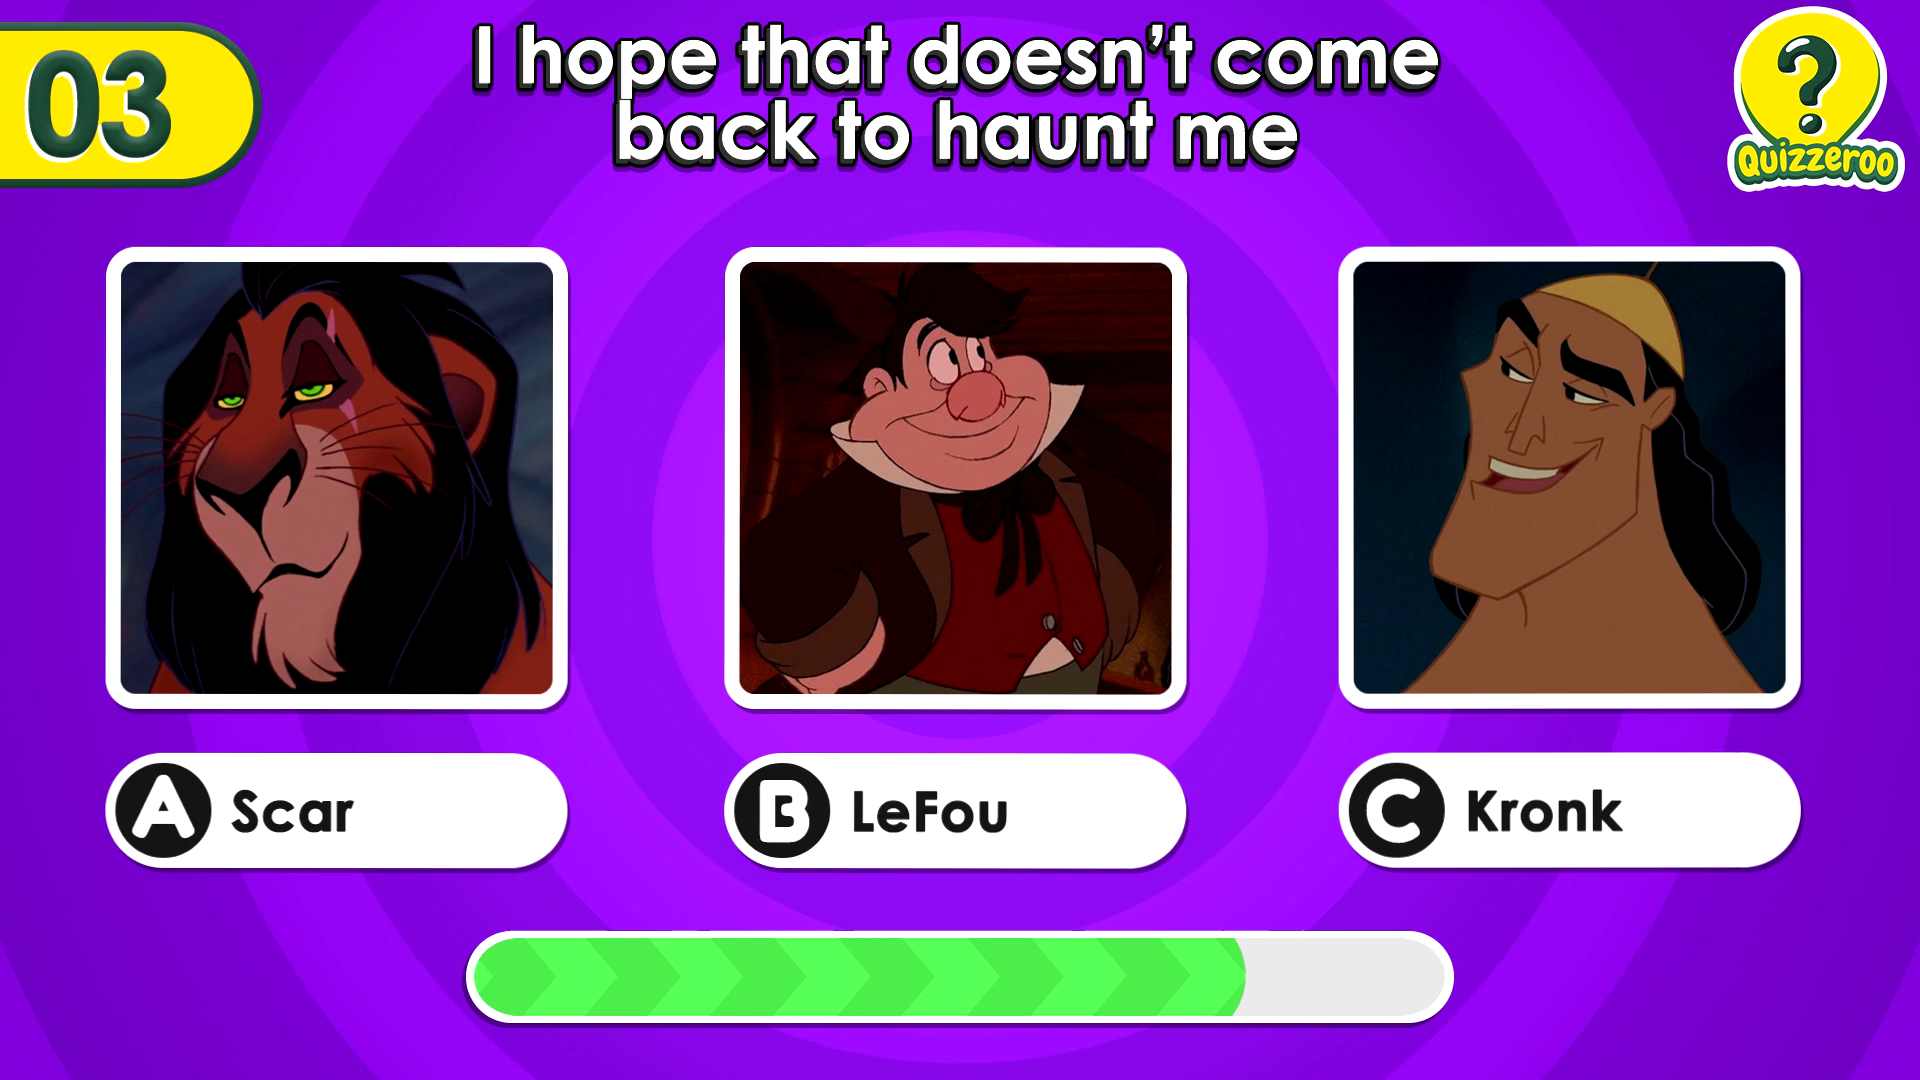 03
I hope that doesn’t come
back to haunt me
?
Quizzeroo
A Scar
B LeFou
C Kronk